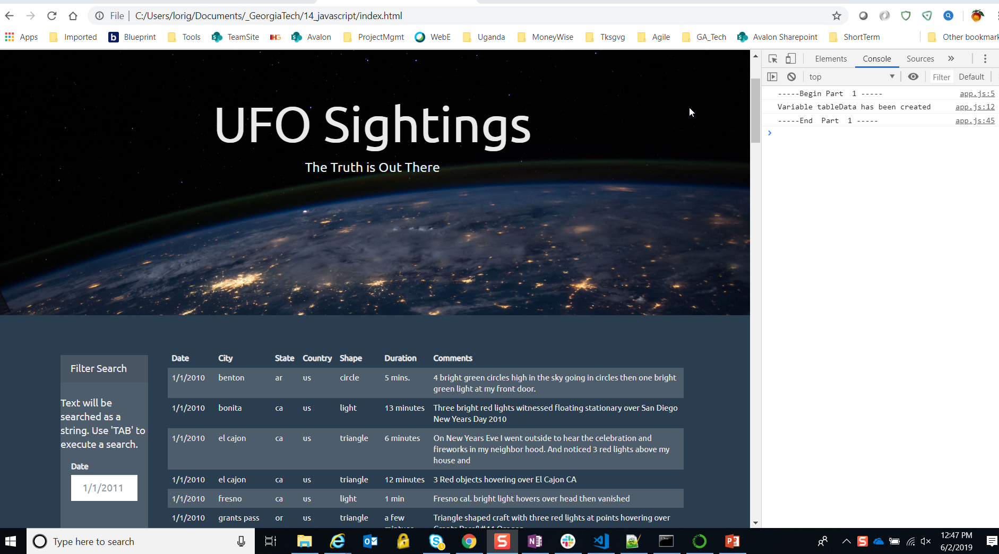 File | C:/Users/lorig/Documents/_GeorgiaTech/14_javascript/index.html
Apps Imported b Blueprint Tools TeamSite IHG Avalon ProjectMgmt WebE Uganda MoneyWise Tksgvg Agile GA_Tech Avalon Sharepoint ShortTerm Other bookmark
Elements Console Sources »
top Filter Default
-----Begin Part  1 ----- app.js:5
Variable tableData has been created app.js:12
-----End  Part  1 ----- app.js:45
UFO Sightings
The Truth is Out There
Filter Search
Text will be
searched as a
string. Use 'TAB' to
execute a search.
Date
1/1/2011
Date City State Country Shape Duration Comments
1/1/2010 benton ar us circle 5 mins. 4 bright green circles high in the sky going in circles then one bright
green light at my front door.
1/1/2010 bonita ca us light 13 minutes Three bright red lights witnessed floating stationary over San Diego
New Years Day 2010
1/1/2010 el cajon ca us triangle 6 minutes On New Years Eve I went outside to hear the celebration and
fireworks in my neighbor hood. And noticed 3 red lights above my
house and
1/1/2010 el cajon ca us triangle 12 minutes 3 Red objects hovering over El Cajon CA
1/1/2010 fresno ca us light 1 min Fresno cal. bright light hovers over head then vanished
1/1/2010 grants pass or us triangle a few Triangle shaped craft with three red lights at points hovering over
Type here to search
12:47 PM
6/2/2019